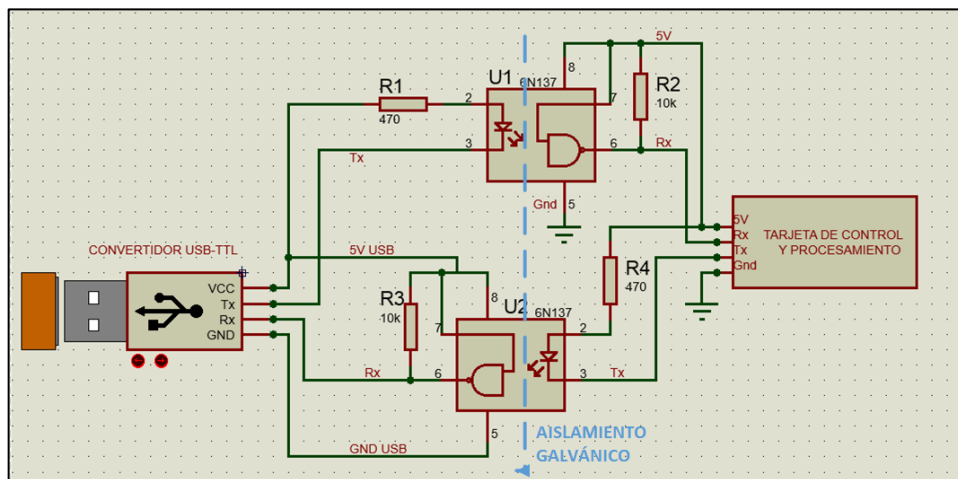 5V
8
U1
6N137
R1
R2
10k
2
7
470
3
6
Tx
Rx
Gnd
5
5V
Rx
Tx
Gnd
TARJETA DE CONTROL
Y PROCESAMIENTO
CONVERTIDOR USB-TTL
5V USB
R4
470
VCC
Tx
Rx
GND
R3
10k
8
U2
6N137
7
2
Rx
6
3
Tx
5
GND USB
AISLAMIENTO
GALVÁNICO